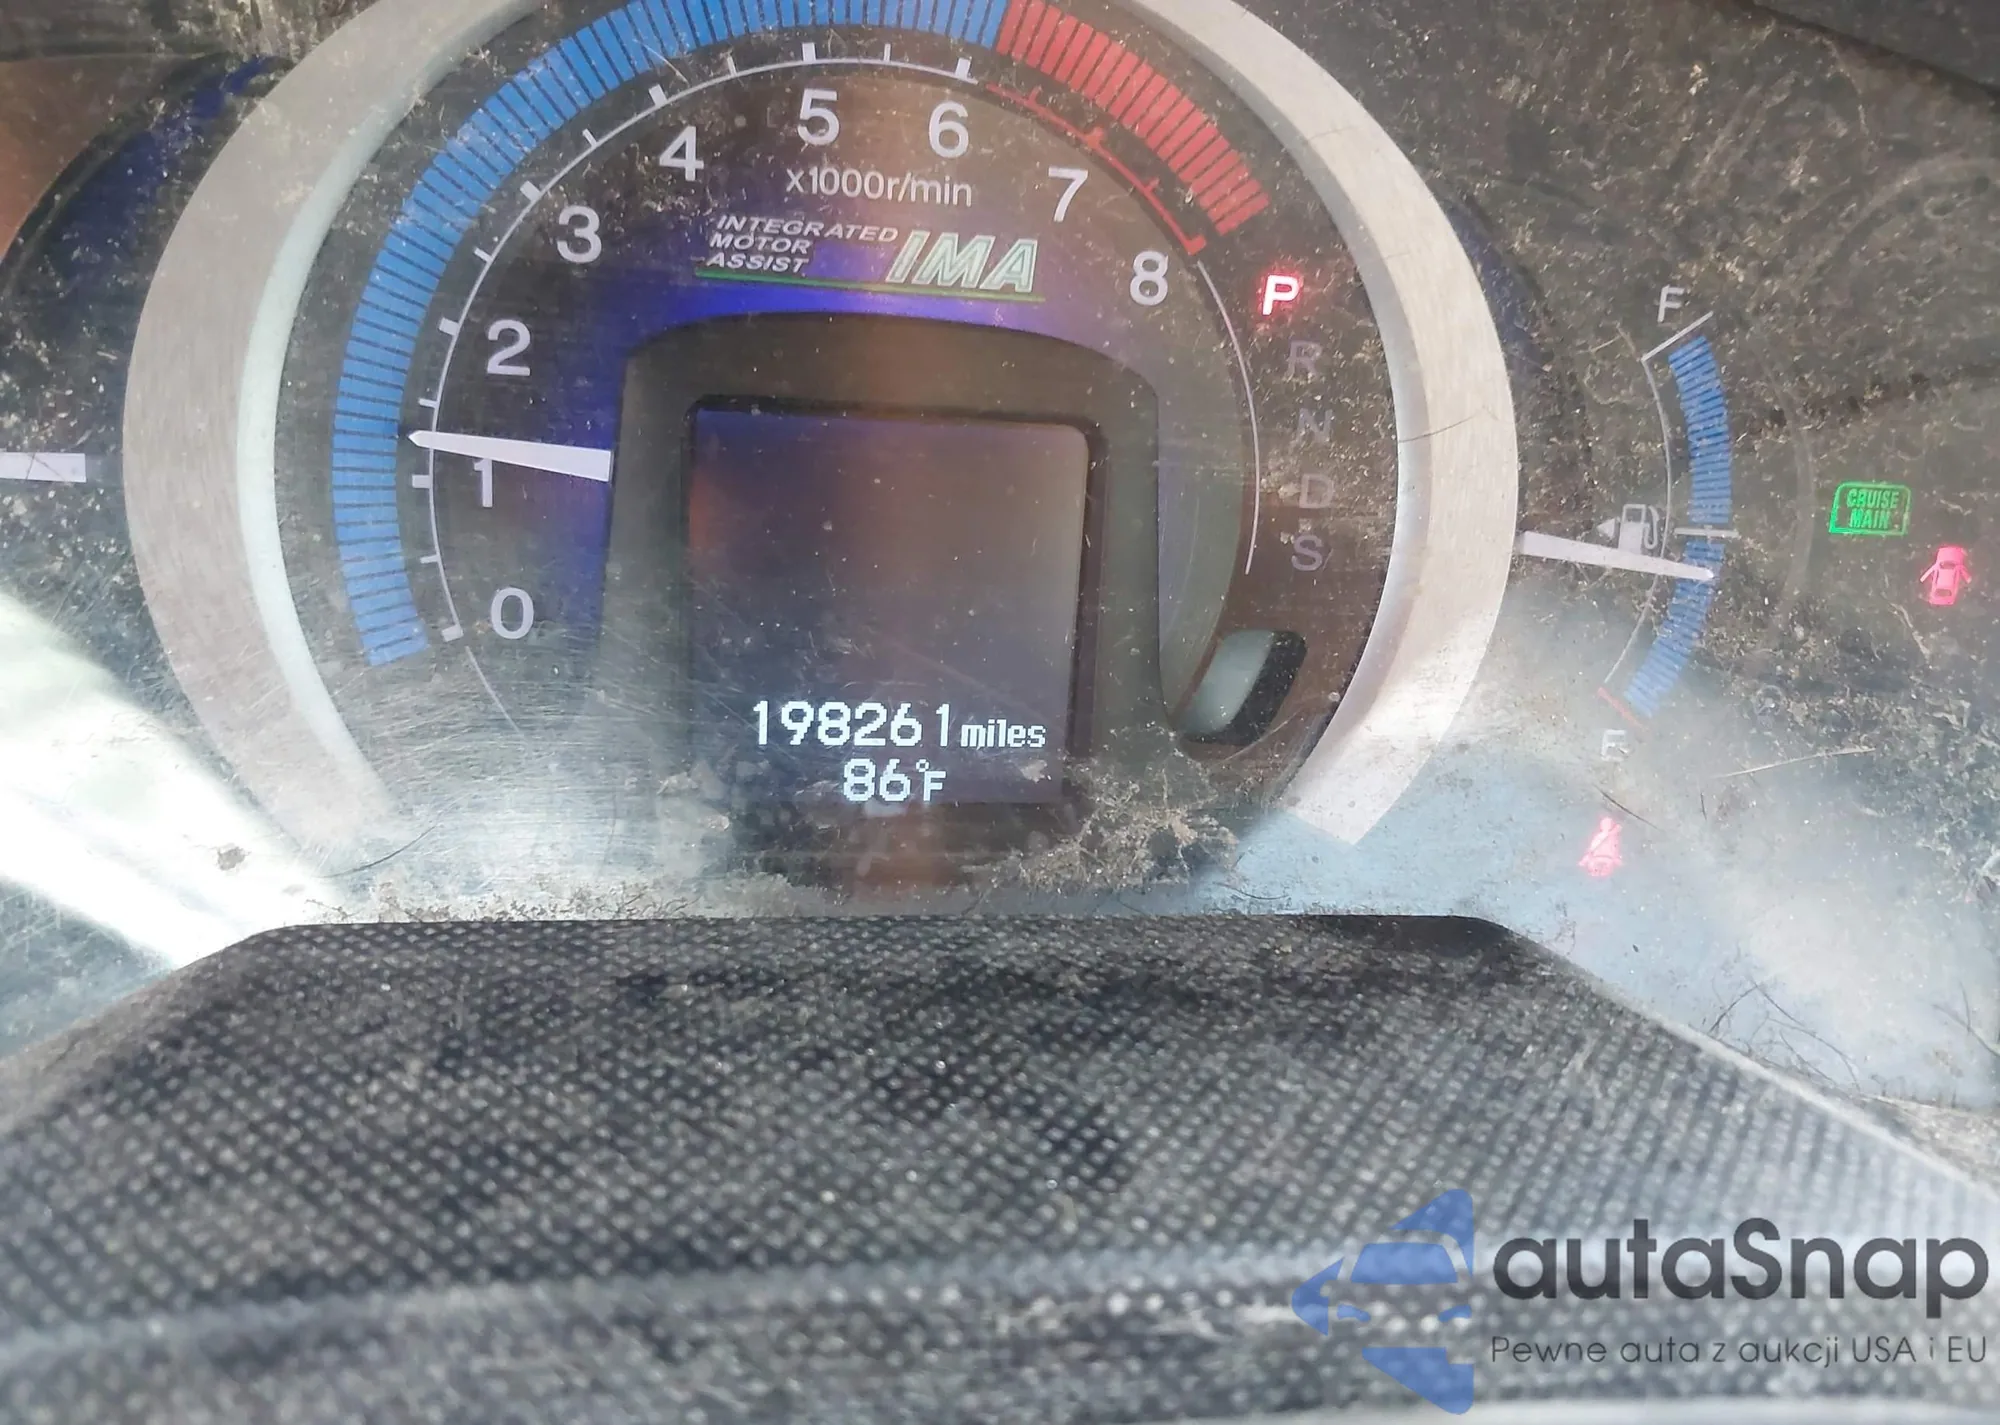 5
6
4
7
3
8
2
1
0
x1000r/min
INTEGRATED
MOTOR
ASSIST
IMA
P
R
N
D
S
F
E
CRUISE
MAIN
198261 miles
86°F
autaSnap
Pewne auta z aukcji USA i EU